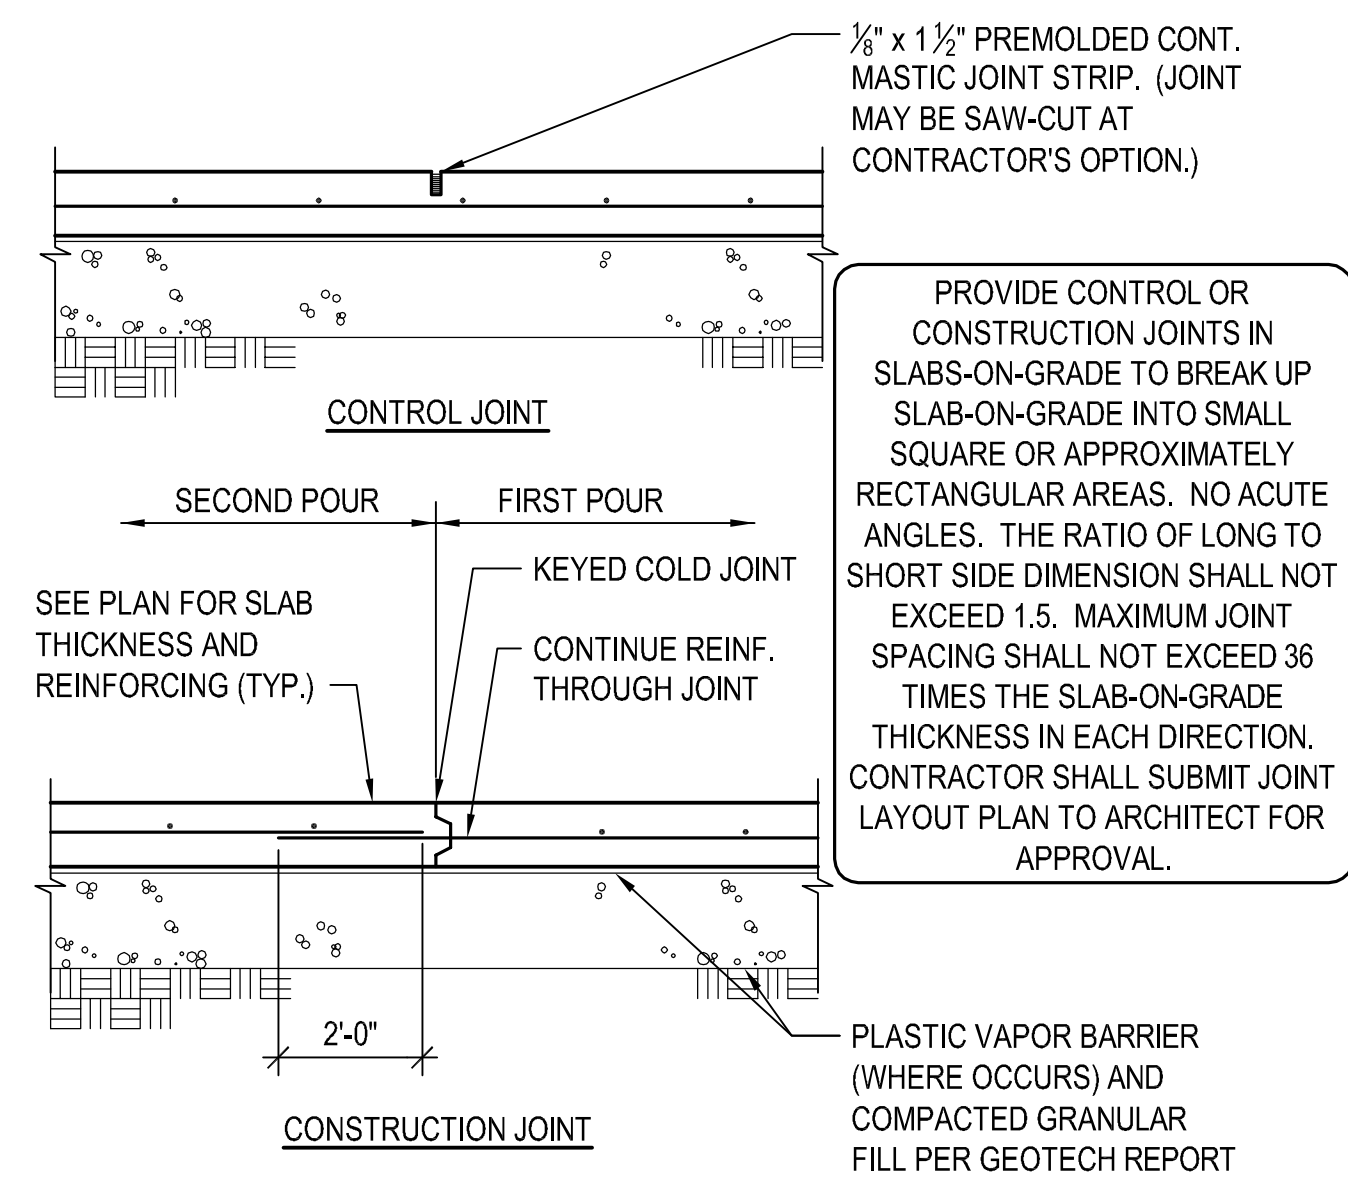 ⅛" x 1½" PREMOLDED CONT.
MASTIC JOINT STRIP. (JOINT
MAY BE SAW-CUT AT
CONTRACTOR'S OPTION.)
CONTROL JOINT
PROVIDE CONTROL OR
CONSTRUCTION JOINTS IN
SLABS-ON-GRADE TO BREAK UP
SLAB-ON-GRADE INTO SMALL
SQUARE OR APPROXIMATELY
RECTANGULAR AREAS. NO ACUTE
ANGLES. THE RATIO OF LONG TO
SHORT SIDE DIMENSION SHALL NOT
EXCEED 1.5. MAXIMUM JOINT
SPACING SHALL NOT EXCEED 36
TIMES THE SLAB-ON-GRADE
THICKNESS IN EACH DIRECTION.
CONTRACTOR SHALL SUBMIT JOINT
LAYOUT PLAN TO ARCHITECT FOR
APPROVAL.
SECOND POUR
FIRST POUR
KEYED COLD JOINT
SEE PLAN FOR SLAB
THICKNESS AND
REINFORCING (TYP.)
CONTINUE REINF.
THROUGH JOINT
2'-0"
PLASTIC VAPOR BARRIER
(WHERE OCCURS) AND
COMPACTED GRANULAR
FILL PER GEOTECH REPORT
CONSTRUCTION JOINT